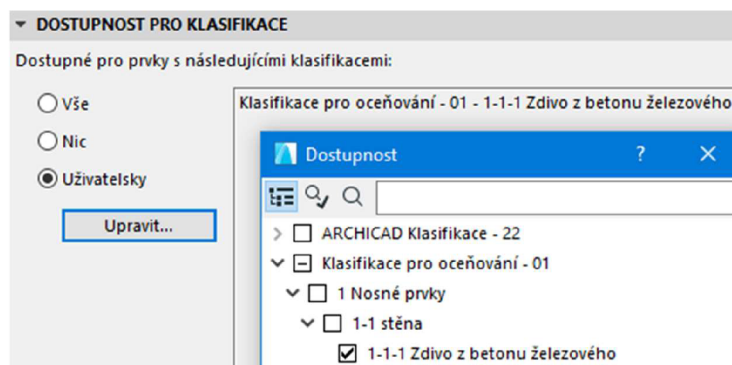 DOSTUPNOST PRO KLASIFIKACE
Dostupné pro prvky s následujícími klasifikacemi:
Vše
Klasifikace pro oceňování - 01 - 1-1-1 Zdivo z betonu železového
Nic
Uživatelsky
Upravit...
Dostupnost
ARCHICAD Klasifikace - 22
Klasifikace pro oceňování - 01
1 Nosné prvky
1-1 stěna
1-1-1 Zdivo z betonu železového